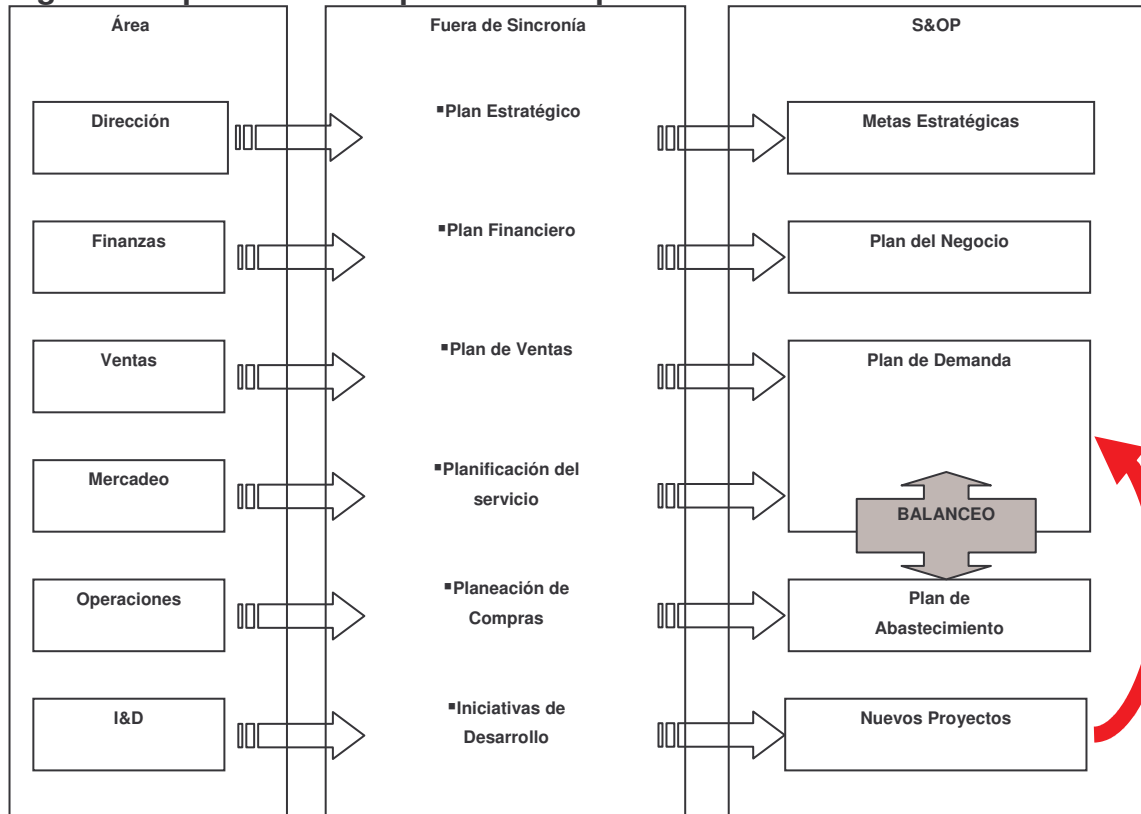 Área
Fuera de Sincronía
S&OP
Dirección
▪Plan Estratégico
Metas Estratégicas
Finanzas
▪Plan Financiero
Plan del Negocio
Ventas
▪Plan de Ventas
Plan de Demanda
Mercadeo
▪Planificación del
servicio
BALANCEO
Operaciones
▪Planeación de
Compras
Plan de
Abastecimiento
I&D
▪Iniciativas de
Desarrollo
Nuevos Proyectos